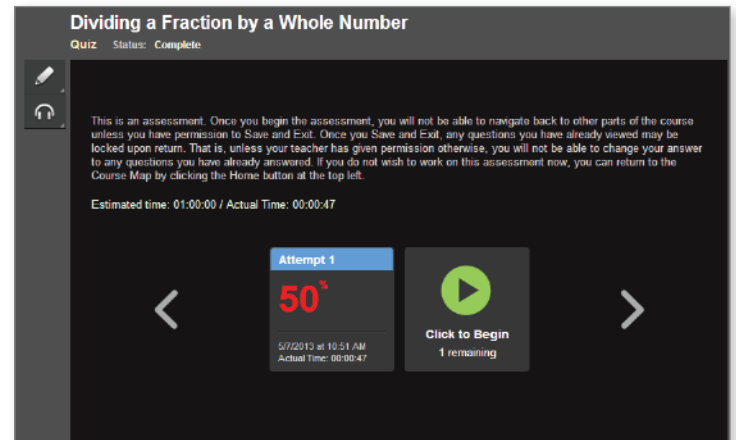 Dividing a Fraction by a Whole Number
Quiz Status: Complete
This is an assessment. Once you begin the assessment, you will not be able to navigate back to other parts of the course
unless you have permission to Save and Exit. Once you Save and Exit, any questions you have already viewed may be
locked upon return. That is, unless your teacher has given permission otherwise, you will not be able to change your answer
to any questions you have already answered. If you do not wish to work on this assessment now, you can return to the
Course Map by clicking the Home button at the top left.
Estimated time: 01:00:00 / Actual Time: 00:00:47
Attempt 1
50%
5/7/2013 at 10:51 AM
Actual Time: 00:00:47
Click to Begin
1 remaining